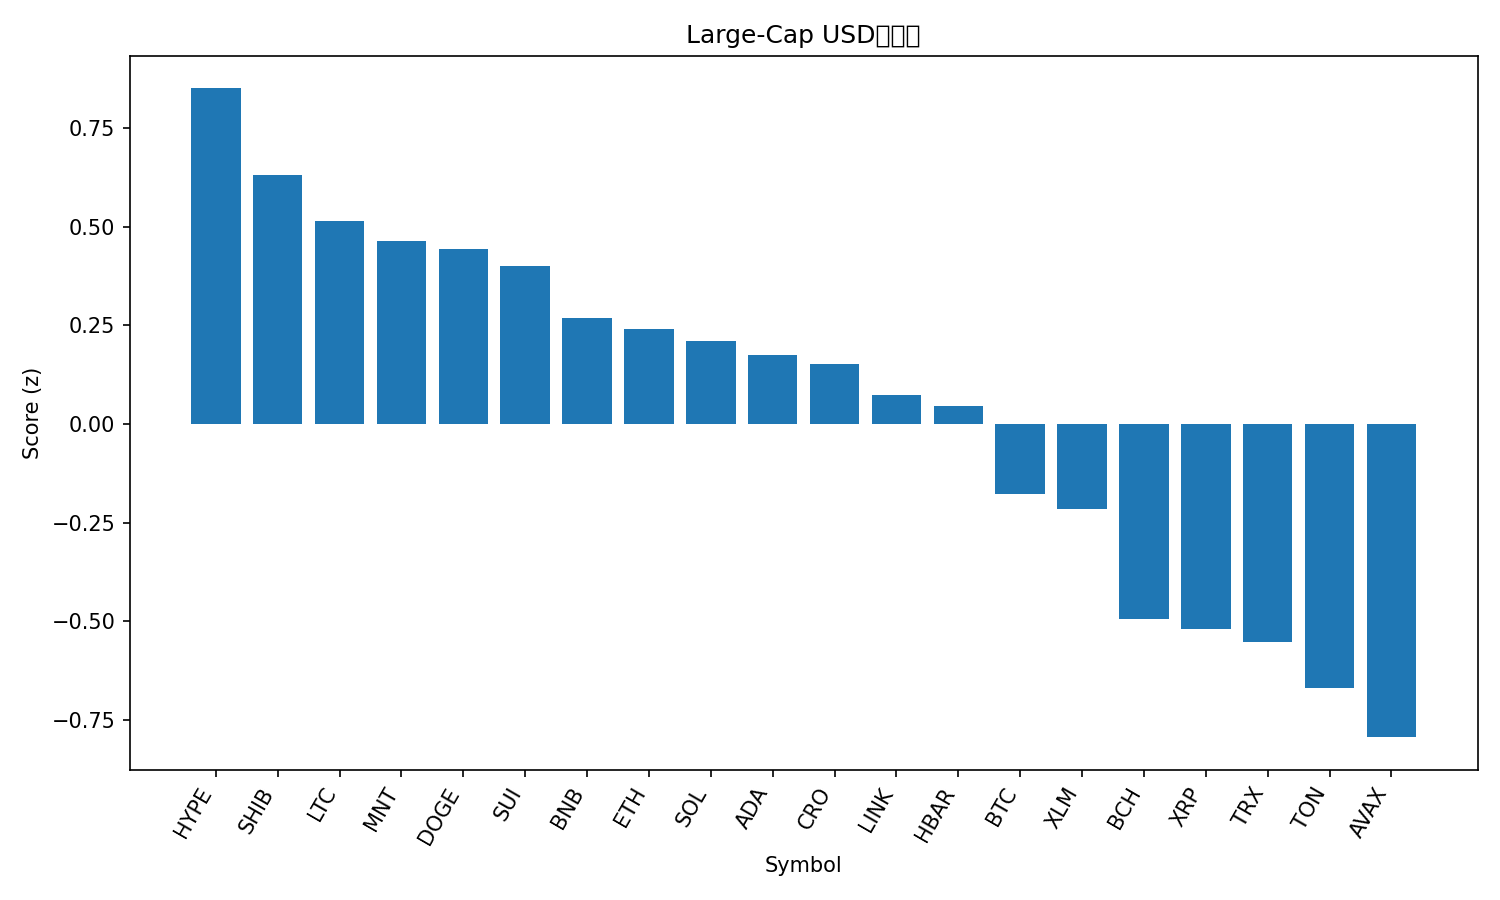 Large-Cap USD
Score (z)
0.75
0.50
0.25
0.00
−0.25
−0.50
−0.75
HYPE
SHIB
LTC
MNT
DOGE
SUI
BNB
ETH
SOL
ADA
CRO
LINK
HBAR
BTC
XLM
BCH
XRP
TRX
TON
AVAX
Symbol